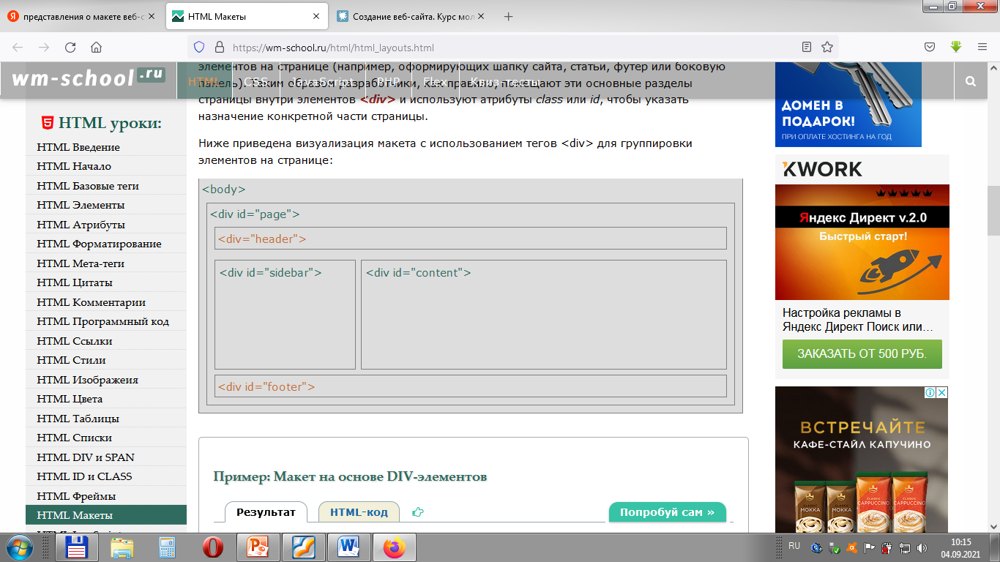 представления о макете веб-с
HTML Макеты
Создание веб-сайта. Курс мол
https://wm-school.ru/html/html_layouts.html
wm-school.ru
HTML
CSS
JavaScript
PHP
Flex
Квиз-тесты
HTML уроки:
HTML Введение
HTML Начало
HTML Базовые теги
HTML Элементы
HTML Атрибуты
HTML Форматирование
HTML Мета-теги
HTML Цитаты
HTML Комментарии
HTML Программный код
HTML Ссылки
HTML Стили
HTML Изображеия
HTML Цвета
HTML Таблицы
HTML Списки
HTML DIV и SPAN
HTML ID и CLASS
HTML Фреймы
HTML Макеты
элементов на странице (например, оформирующих шапку сайта, статьи, футер или боковую
панель). Таким образом разработчики, как правило, помещают эти основные разделы
страницы внутри элементов <div> и используют атрибуты class или id, чтобы указать
назначение конкретной части страницы.
Ниже приведена визуализация макета с использованием тегов <div> для группировки
элементов на странице:
<body>
<div id="page">
<div="header">
<div id="sidebar">
<div id="content">
<div id="footer">
Пример: Макет на основе DIV-элементов
Результат
HTML-код
Попробуй сам »
ДОМЕН В
ПОДАРОК!
ПРИ ОПЛАТЕ ХОСТИНГА НА ГОД
KWORK
Яндекс Директ v.2.0
Быстрый старт!
Настройка рекламы в
Яндекс Директ Поиск или…
ЗАКАЗАТЬ ОТ 500 РУБ.
ВСТРЕЧАЙТЕ
КАФЕ-СТАЙЛ КАПУЧИНО
CLASSIC
МОККА
CLASSIC
МОККА
CLASSIC
CAPPUCCINO
CLASSIC
CAPPUCCINO
RU
10:15
04.09.2021